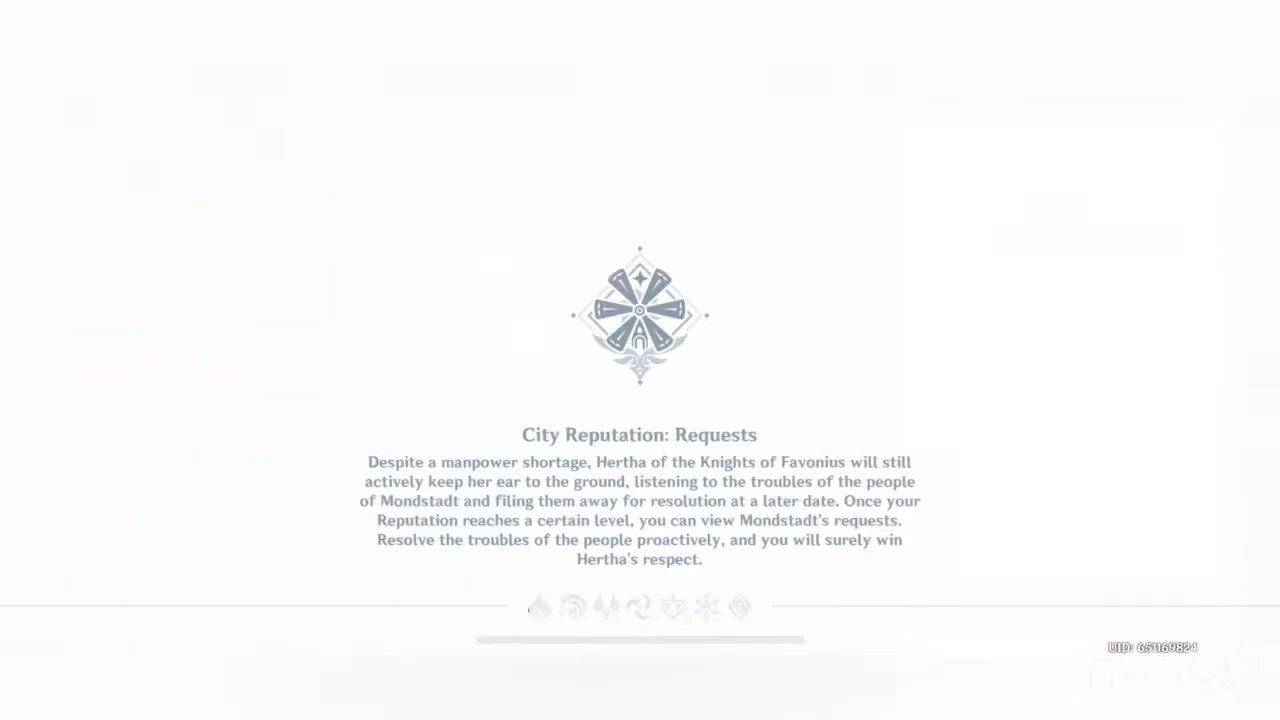 City Reputation: Requests
Despite a manpower shortage, Hertha of the Knights of Favonius will still
actively keep her ear to the ground, listening to the troubles of the people
of Mondstadt and filing them away for resolution at a later date. Once your
Reputation reaches a certain level, you can view Mondstadt's requests.
Resolve the troubles of the people proactively, and you will surely win
Hertha's respect.
UID: 651169824